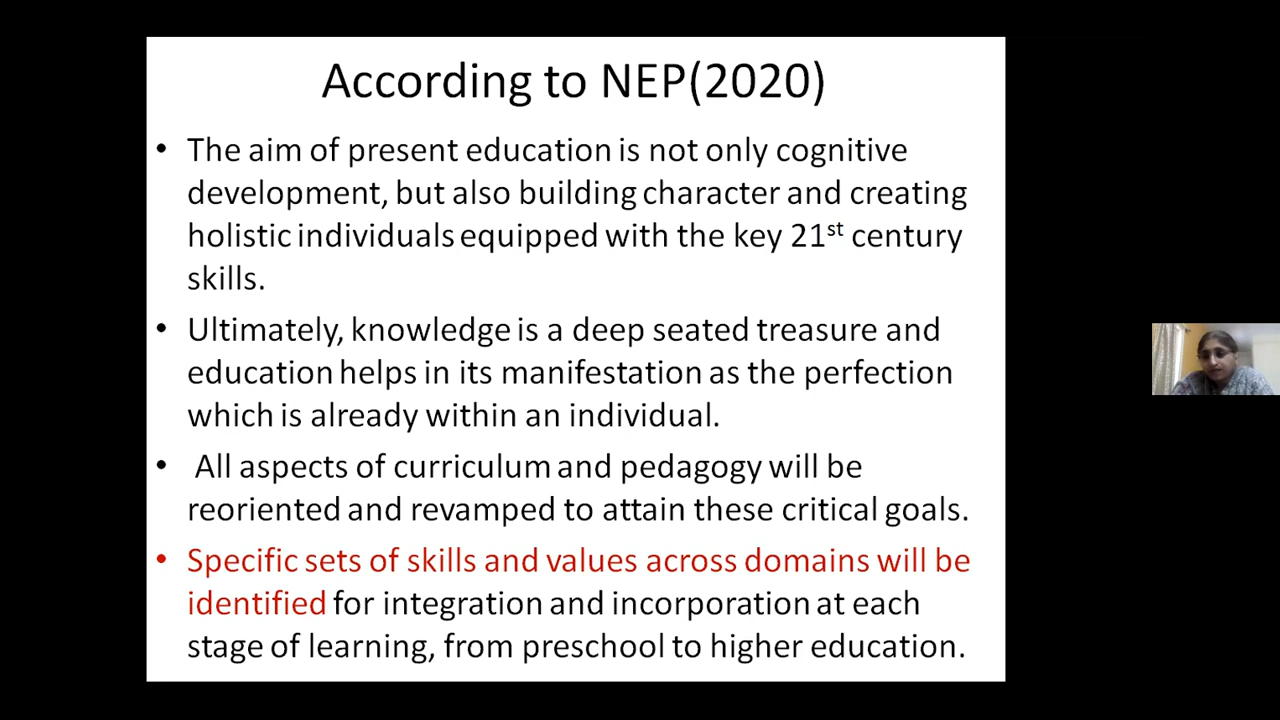 According to NEP(2020)
• The aim of present education is not only cognitive
development, but also building character and creating
holistic individuals equipped with the key 21st century
skills.
• Ultimately, knowledge is a deep seated treasure and
education helps in its manifestation as the perfection
which is already within an individual.
• All aspects of curriculum and pedagogy will be
reoriented and revamped to attain these critical goals.
• Specific sets of skills and values across domains will be
identified for integration and incorporation at each
stage of learning, from preschool to higher education.